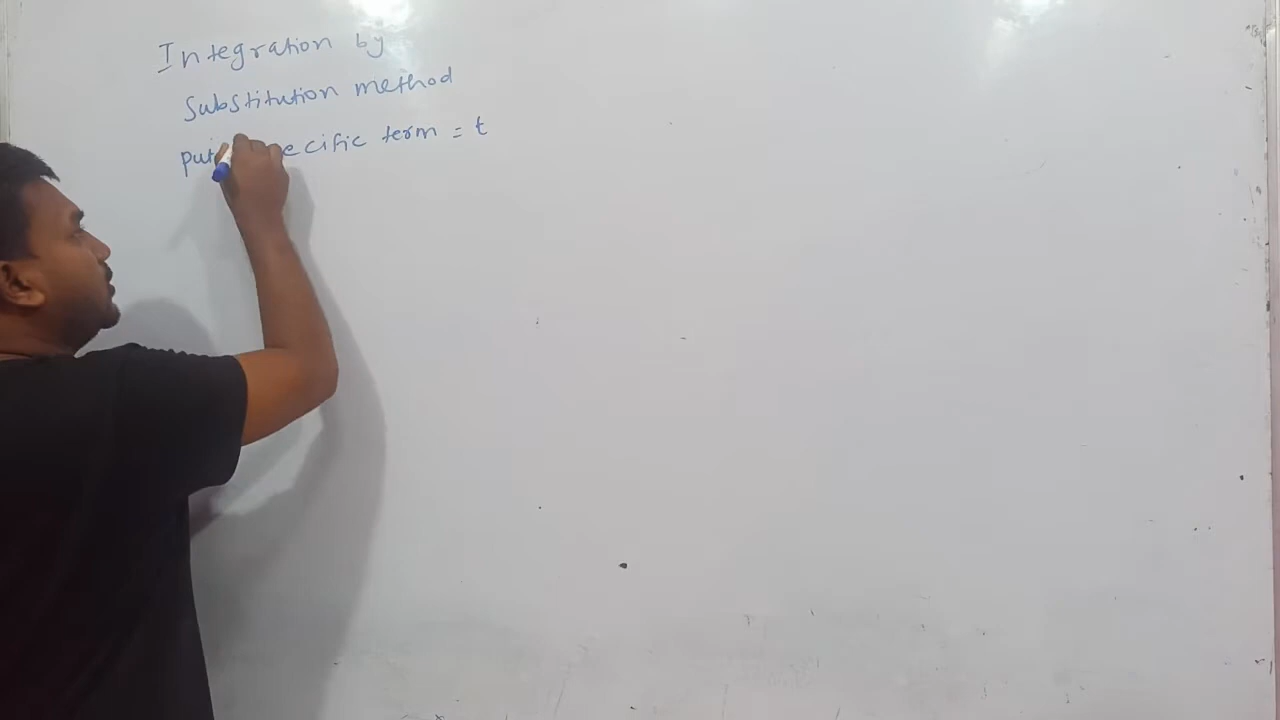 Integration by
Substitution method
put ecific term = t